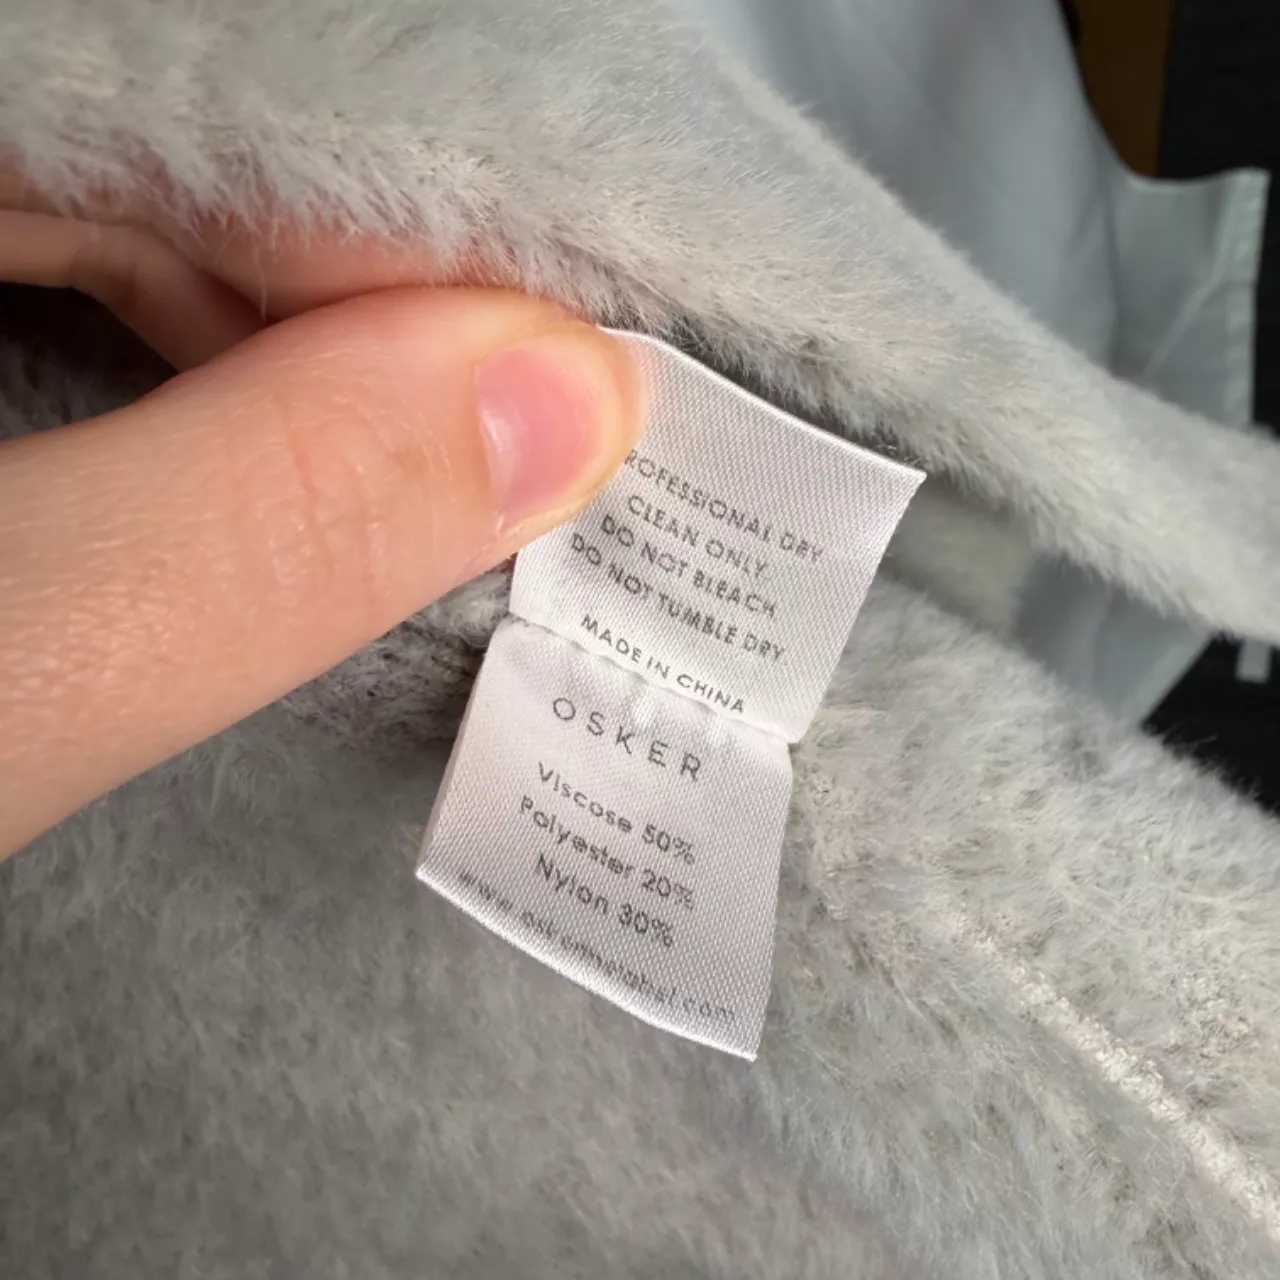 ROFESSIONAL DRY
CLEAN ONLY
DO NOT BLEACH
DO NOT TUMBLE DRY
MADE IN CHINA
OSKER
Viscose 50%
Polyester 20%
Nylon 30%